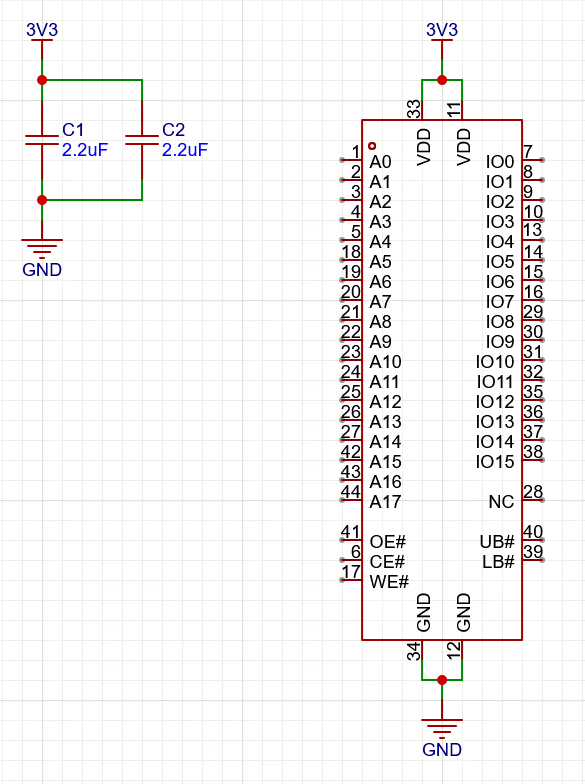 3V3
C1
2.2uF
C2
2.2uF
GND
3V3
33 11
VDD VDD
1 A0 IO0 7
2 A1 IO1 8
3 A2 IO2 9
4 A3 IO3 10
5 A4 IO4 13
18 A5 IO5 14
19 A6 IO6 15
20 A7 IO7 16
21 A8 IO8 29
22 A9 IO9 30
23 A10 IO10 31
24 A11 IO11 32
25 A12 IO12 35
26 A13 IO13 36
27 A14 IO14 37
42 A15 IO15 38
43 A16
44 A17 NC 28
41 OE# UB# 40
6 CE# LB# 39
17 WE#
GND GND
34 12
GND